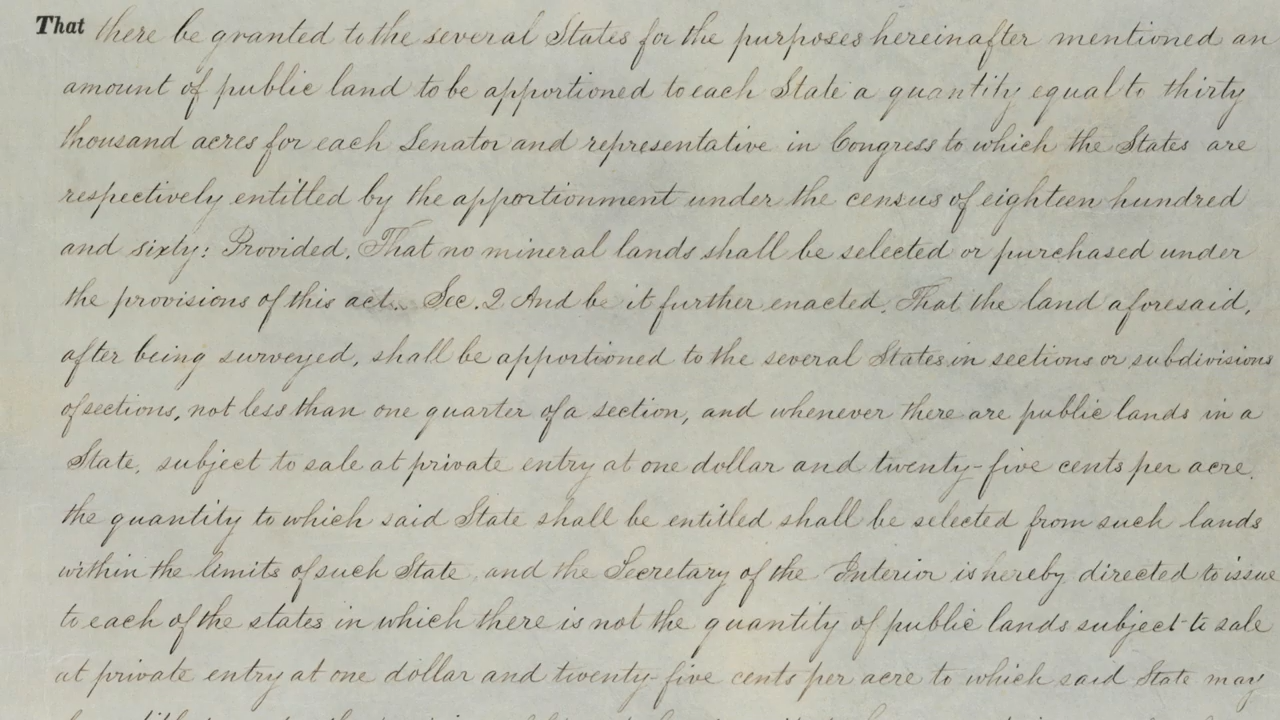 That there be granted to the several States for the purposes hereinafter mentioned an
amount of public land to be apportioned to each State a quantity equal to thirty
thousand acres for each Senator and representative in Congress to which the States are
respectively entitled by the apportionment under the census of eighteen hundred
and sixty: Provided, That no mineral lands shall be selected or purchased under
the provisions of this act. Sec. 2 And be it further enacted, That the land aforesaid,
after being surveyed, shall be apportioned to the several States in sections or subdivisions
of sections, not less than one quarter of a section, and whenever there are public lands in a
State, subject to sale at private entry at one dollar and twenty-five cents per acre,
the quantity to which said State shall be entitled shall be selected from such lands
within the limits of such State, and the Secretary of the Interior is hereby directed to issue
to each of the states in which there is not the quantity of public lands subject to sale
at private entry at one dollar and twenty-five cents per acre to which said State may